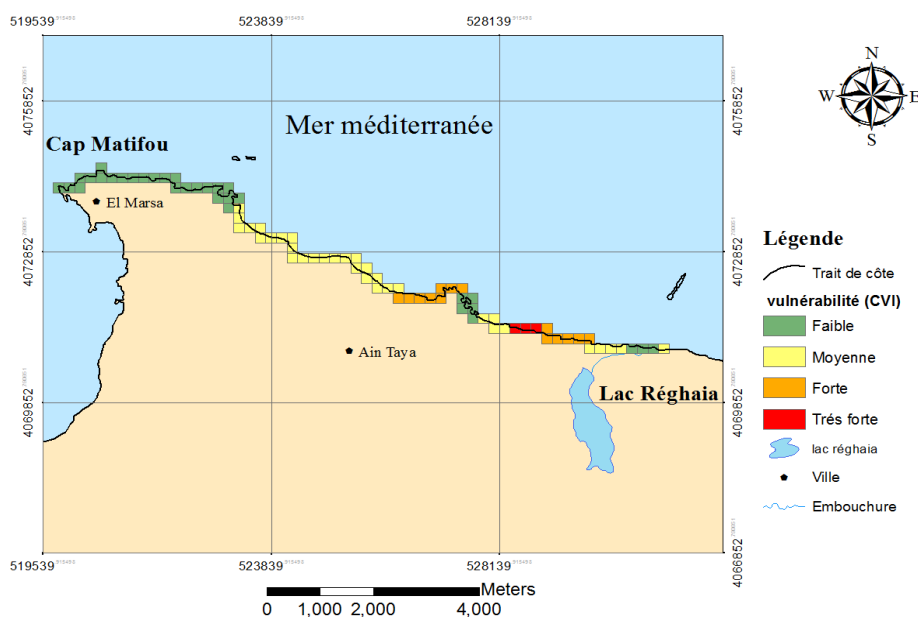 519539
523839
528139
4075852
4075852
Mer méditerranée
Cap Matifou
El Marsa
4072852
4072852
Ain Taya
Lac Réghaia
4069852
4069852
4066852
519539
523839
528139
Meters
0 1,000 2,000 4,000
N
W E
S
Légende
Trait de côte
vulnérabilité (CVI)
Faible
Moyenne
Forte
Trés forte
lac réghaia
Ville
Embouchure